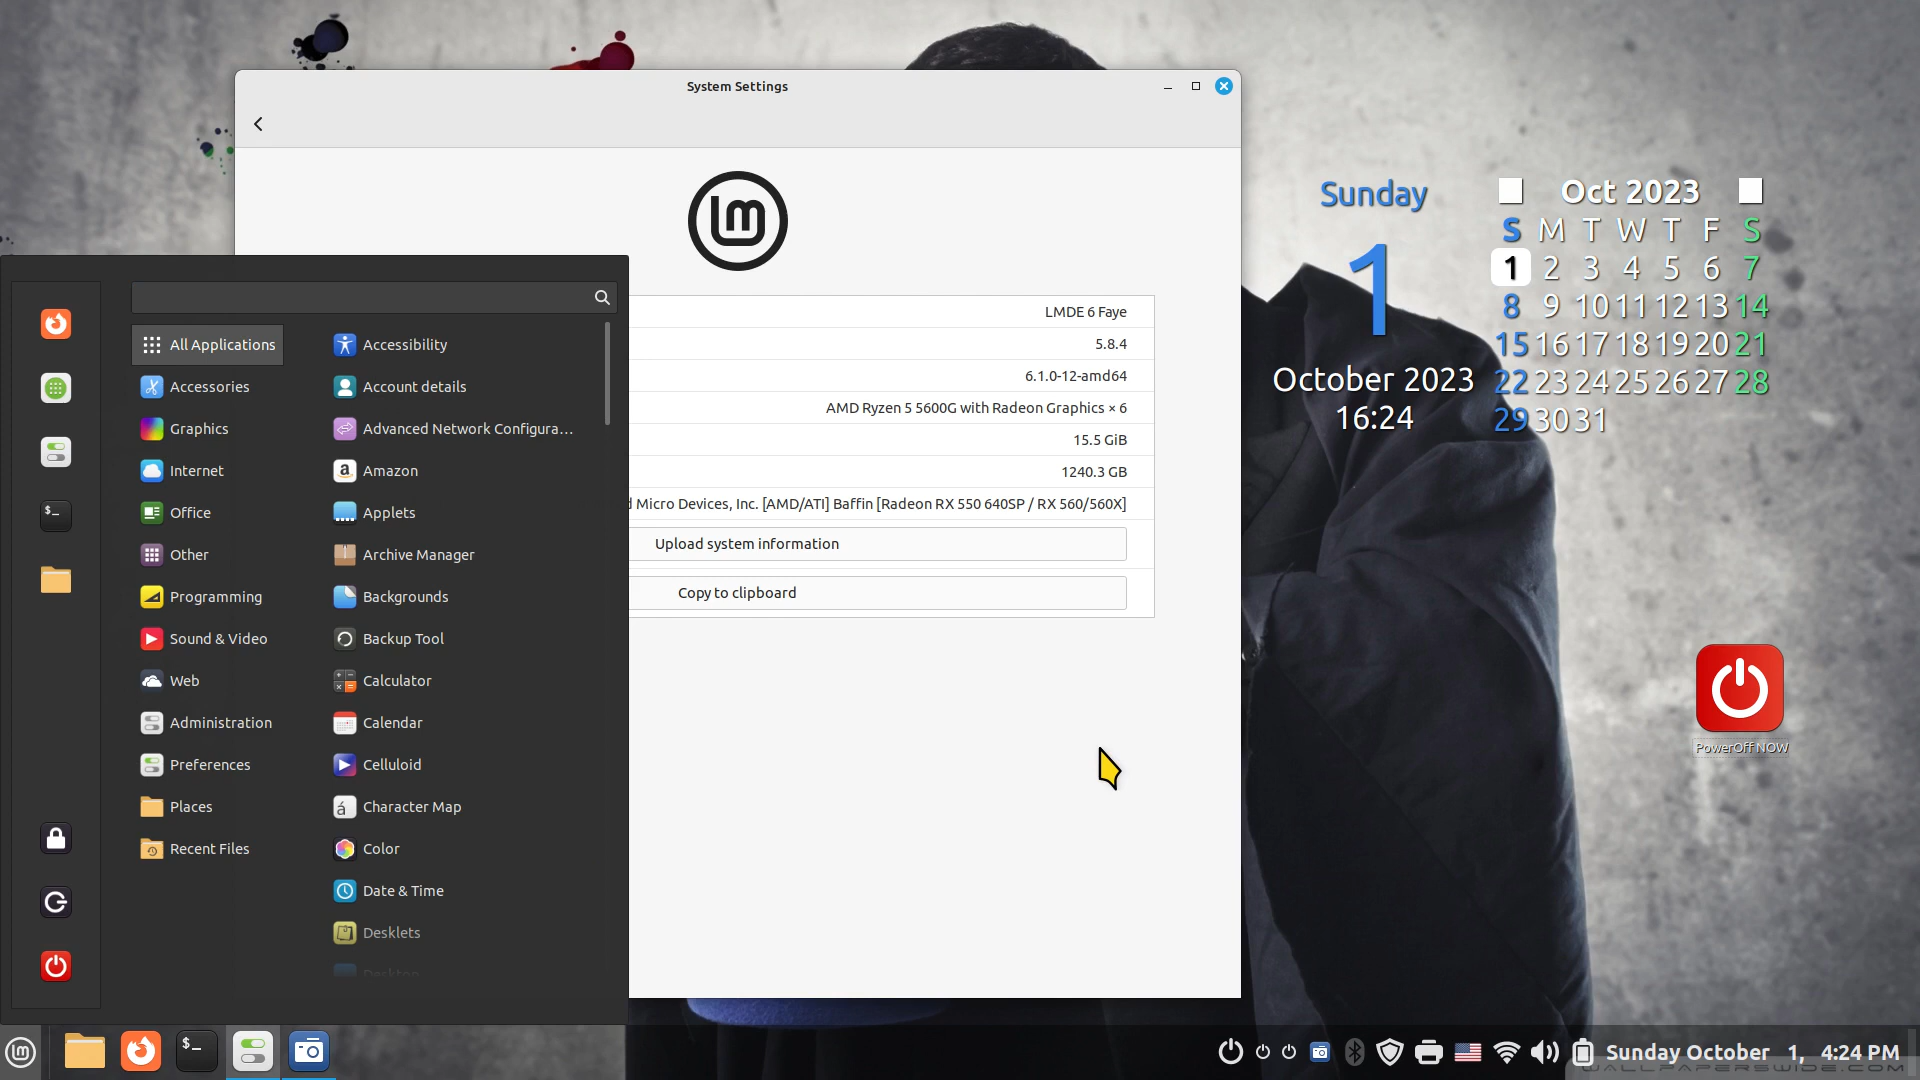 System Settings
LMDE 6 Faye
5.8.4
6.1.0-12-amd64
AMD Ryzen 5 5600G with Radeon Graphics × 6
15.5 GiB
1240.3 GB
d Micro Devices, Inc. [AMD/ATI] Baffin [Radeon RX 550 640SP / RX 560/560X]
Upload system information
Copy to clipboard
All Applications
Accessories
Graphics
Internet
Office
Other
Programming
Sound & Video
Web
Administration
Preferences
Places
Recent Files
Accessibility
Account details
Advanced Network Configura...
Amazon
Applets
Archive Manager
Backgrounds
Backup Tool
Calculator
Calendar
Celluloid
Character Map
Color
Date & Time
Desklets
Desktop
Sunday
1
October 2023
16:24
Oct 2023
S M T W T F S
1 2 3 4 5 6 7
8 9 10 11 12 13 14
15 16 17 18 19 20 21
22 23 24 25 26 27 28
29 30 31
PowerOff NOW
Sunday October 1, 4:24 PM
WALLPAPERSWIDE.COM